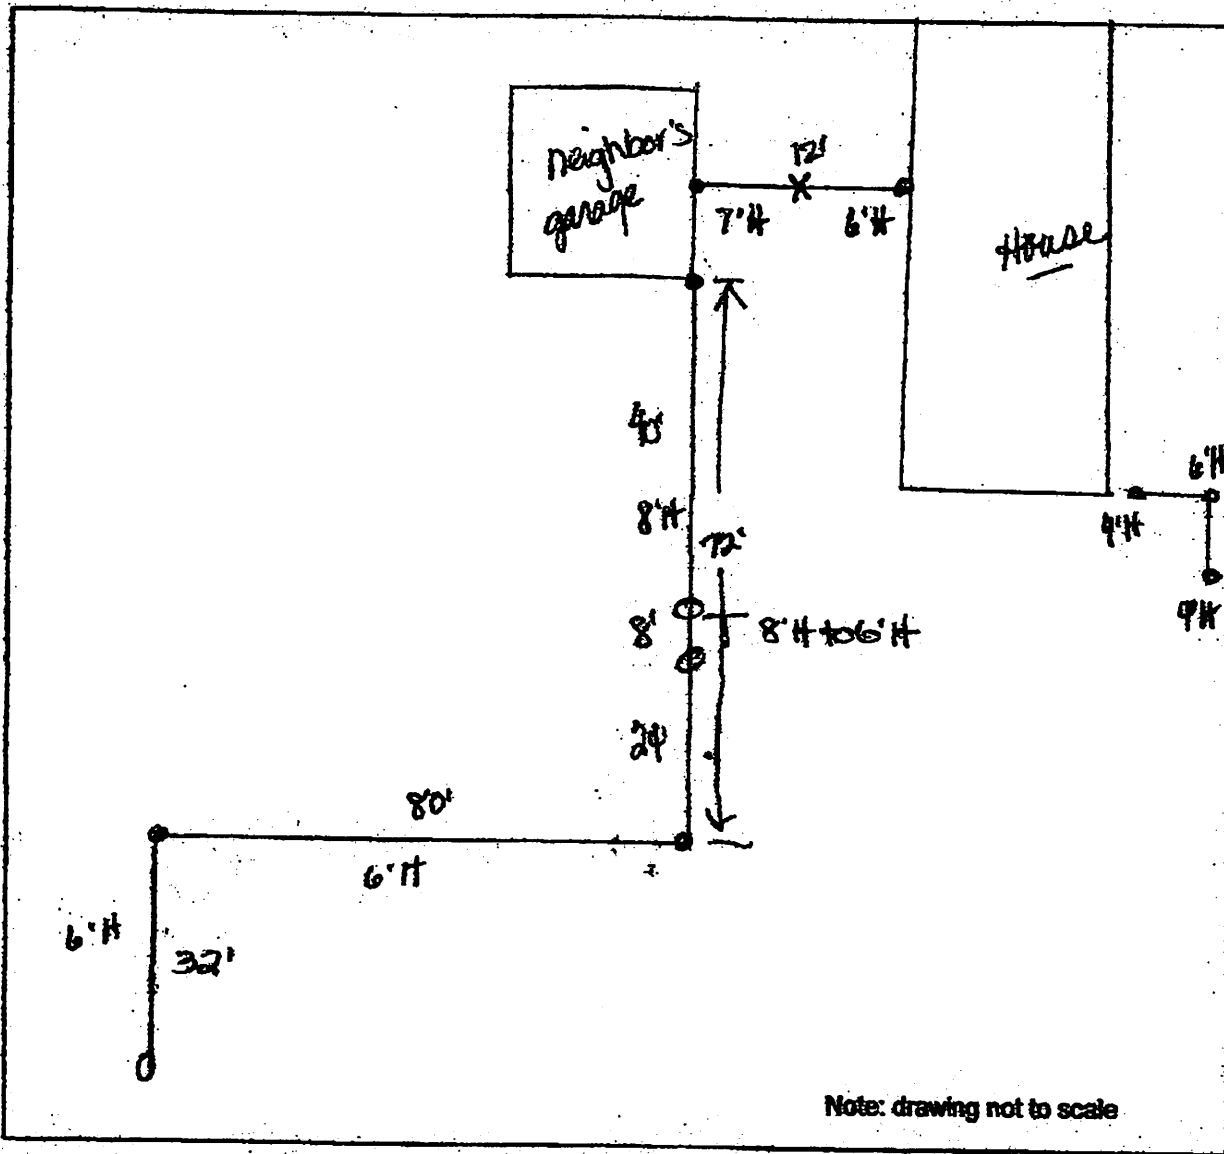 neighbor's
garage
12'
7'H
6'H
House
40'
8'H
72'
6'H
4'H
4'H
8'
8'H to 6'H
24'
80'
6'H
6'H
32'
Note: drawing not to scale